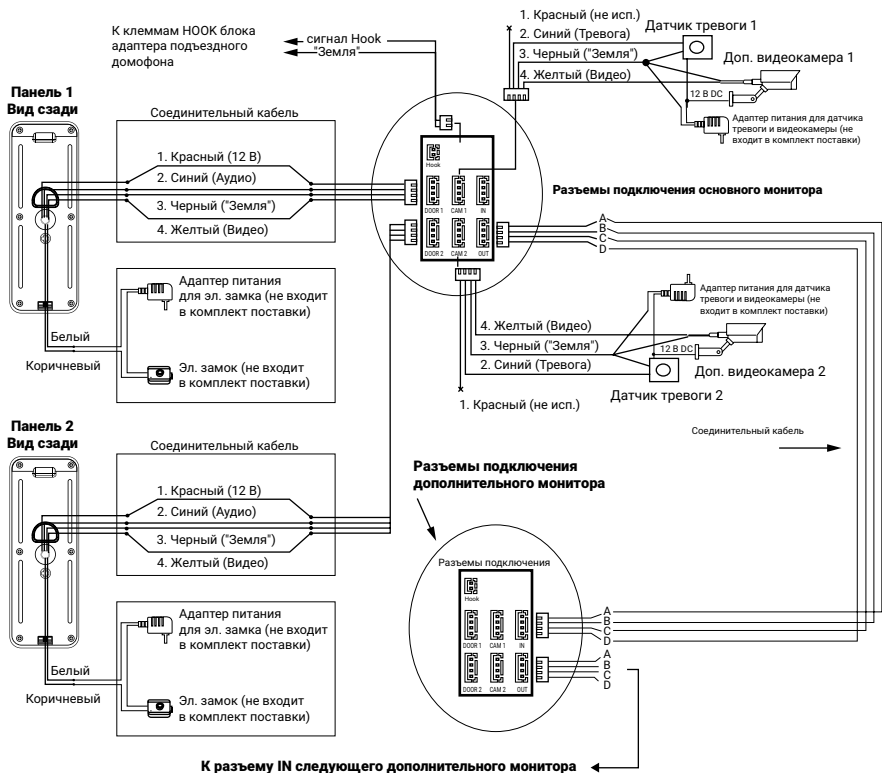 К клеммам HOOK блока
адаптера подъездного
домофона
сигнал Hook
"Земля"
1. Красный (не исп.)
2. Синий (Тревога)
3. Черный ("Земля")
4. Желтый (Видео)
Датчик тревоги 1
Доп. видеокамера 1
12 В DC
Адаптер питания для датчика
тревоги и видеокамеры (не
входит в комплект поставки)
Панель 1
Вид сзади
Соединительный кабель
1. Красный (12 В)
2. Синий (Аудио)
3. Черный ("Земля")
4. Желтый (Видео)
Hook
DOOR 1
CAM 1
IN
DOOR 2
CAM 2
OUT
Разъемы подключения основного монитора
A
B
C
D
Адаптер питания
для эл. замка (не входит
в комплект поставки)
Белый
Коричневый
Эл. замок (не входит
в комплект поставки)
Адаптер питания для датчика
тревоги и видеокамеры (не
входит в комплект поставки)
4. Желтый (Видео)
3. Черный ("Земля")
2. Синий (Тревога)
1. Красный (не исп.)
12 В DC
Доп. видеокамера 2
Датчик тревоги 2
Панель 2
Вид сзади
Соединительный кабель
1. Красный (12 В)
2. Синий (Аудио)
3. Черный ("Земля")
4. Желтый (Видео)
Соединительный кабель
Разъемы подключения
дополнительного монитора
Разъемы подключения
Hook
DOOR 1
CAM 1
IN
DOOR 2
CAM 2
OUT
A
B
C
D
A
B
C
D
Адаптер питания
для эл. замка (не входит
в комплект поставки)
Белый
Коричневый
Эл. замок (не входит
в комплект поставки)
К разъему IN следующего дополнительного монитора